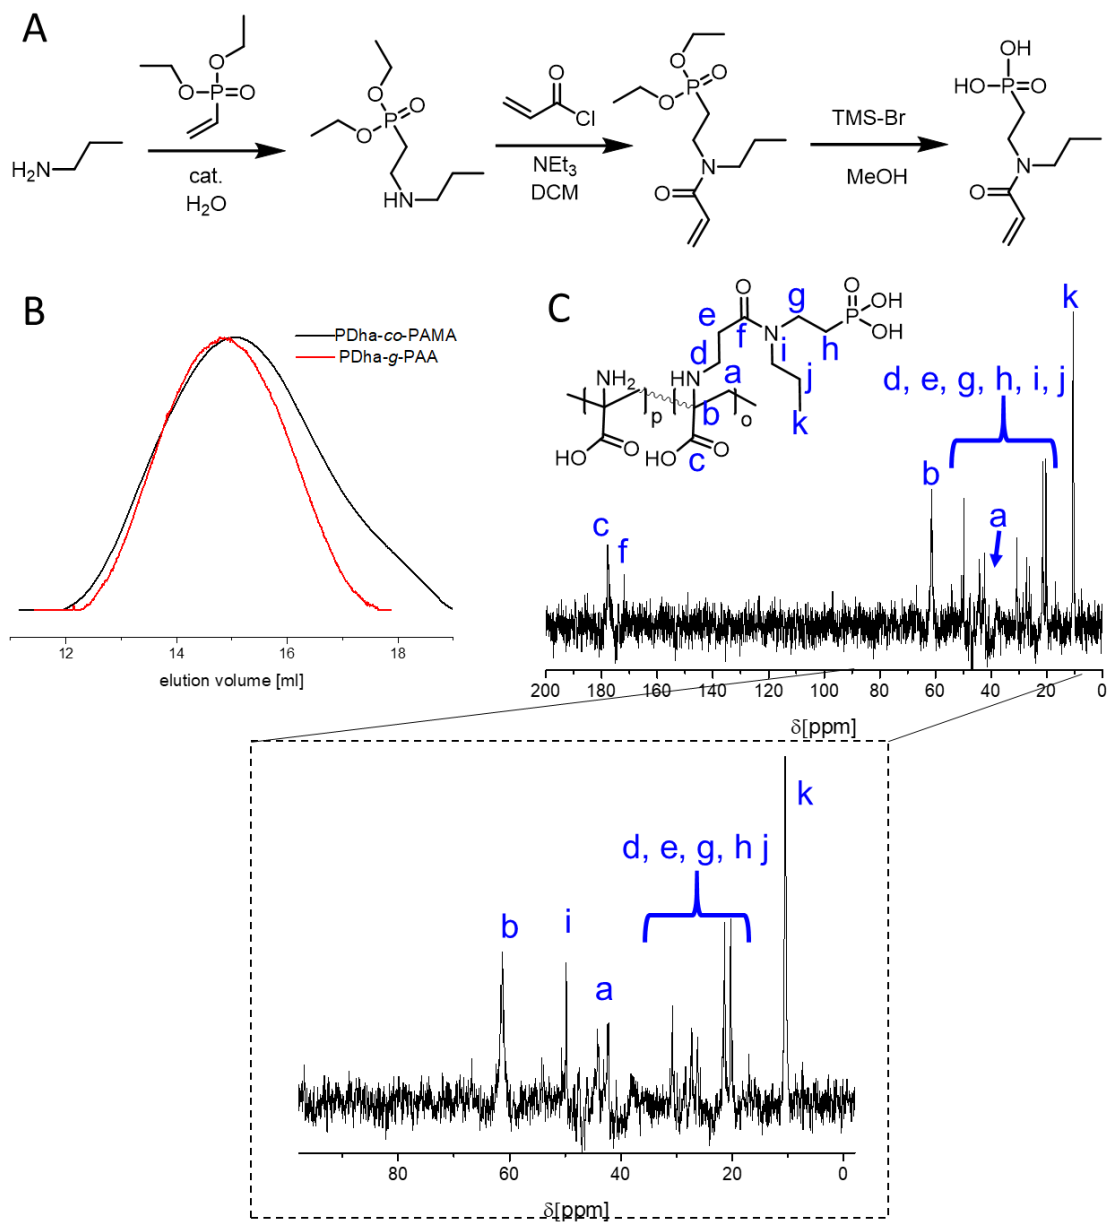 A
H₂N
O
O
P=O
cat.
H₂O
O
O
P
O
HN
O
Cl
NEt₃
DCM
O
O
P=O
N
O
TMS-Br
MeOH
OH
HO
P=O
N
O
B
PDha-co-PAMA
PDha-g-PAA
12 14 16 18
elution volume [ml]
C
O
g
O
P
OH
OH
e
f
N
i
h
d
j
k
NH₂
HN
a
b
p
o
HO
O
HO
O
c
k
d, e, g, h, i, j
b
a
c
f
200 180 160 140 120 100 80 60 40 20 0
δ[ppm]
k
d, e, g, h j
b
i
a
80 60 40 20 0
δ[ppm]